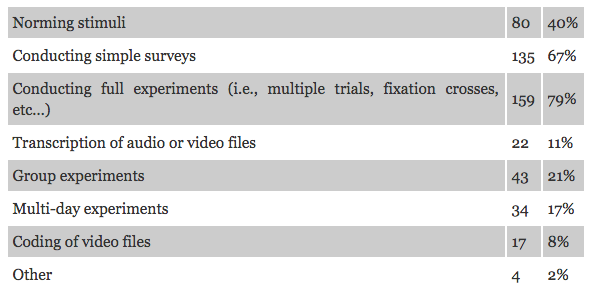 Norming stimuli 80 40%
Conducting simple surveys 135 67%
Conducting full experiments (i.e., multiple trials, fixation crosses, 159 79%
etc...)
Transcription of audio or video files 22 11%
Group experiments 43 21%
Multi-day experiments 34 17%
Coding of video files 17 8%
Other 4 2%